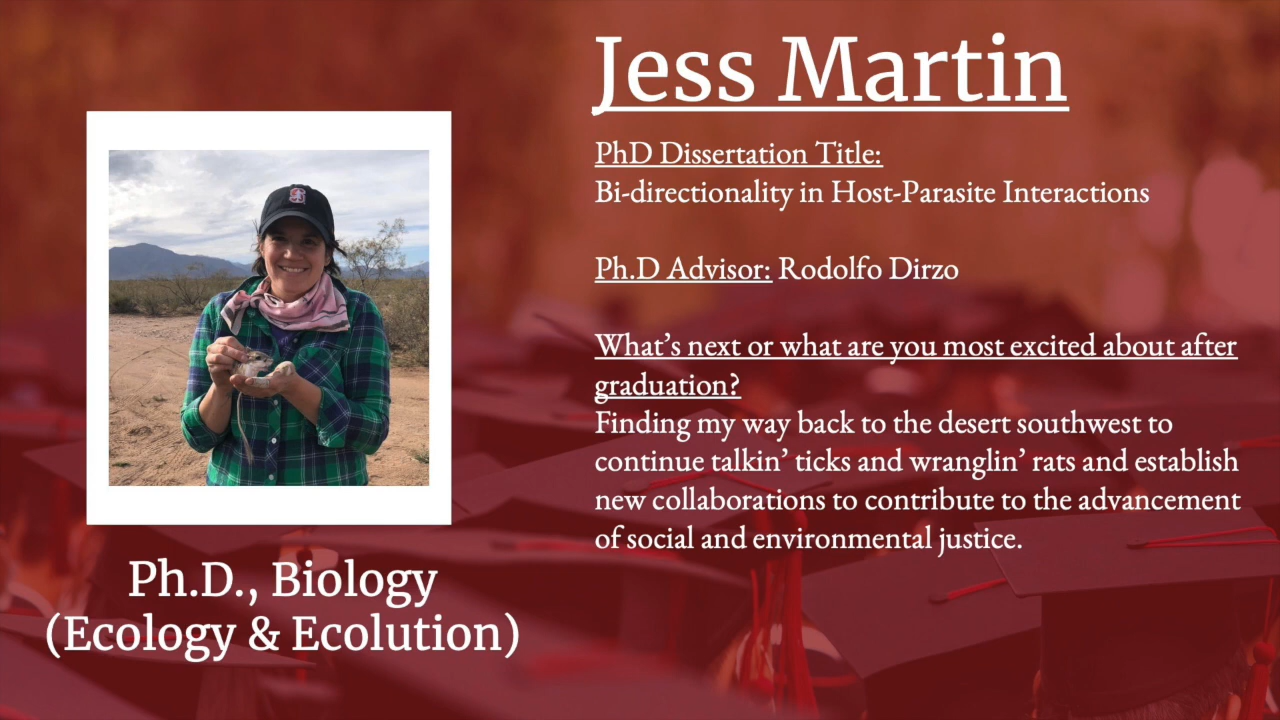 Jess Martin
PhD Dissertation Title:
Bi-directionality in Host-Parasite Interactions
Ph.D Advisor: Rodolfo Dirzo
What's next or what are you most excited about after
graduation?
Finding my way back to the desert southwest to
continue talkin' ticks and wranglin' rats and establish
new collaborations to contribute to the advancement
of social and environmental justice.
Ph.D., Biology
(Ecology & Ecolution)